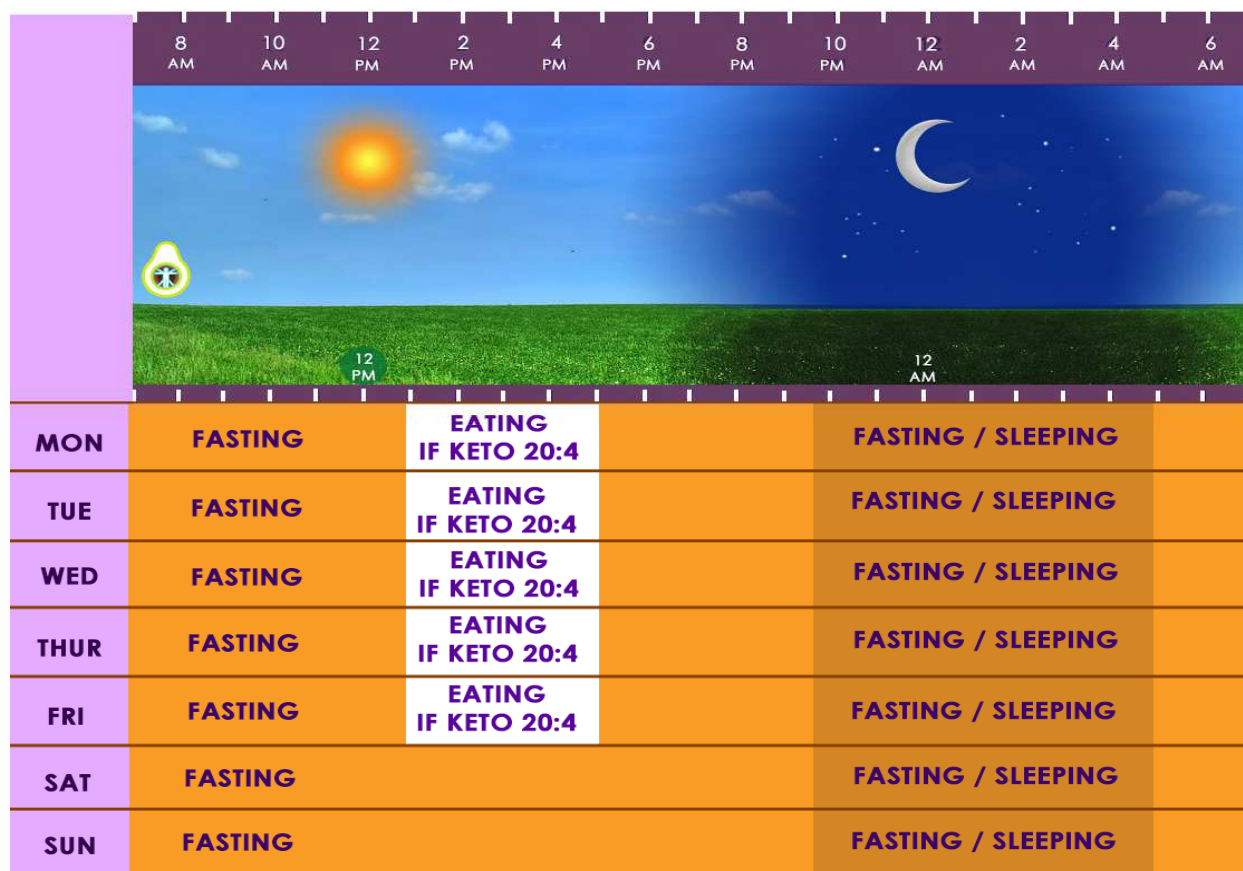 8 10 12 2 4 6 8 10 12 2 4 6
AM AM PM PM PM PM PM PM AM AM AM AM
12 12
PM AM
MON FASTING EATING FASTING / SLEEPING
IF KETO 20:4
TUE FASTING EATING FASTING / SLEEPING
IF KETO 20:4
WED FASTING EATING FASTING / SLEEPING
IF KETO 20:4
THUR FASTING EATING FASTING / SLEEPING
IF KETO 20:4
FRI FASTING EATING FASTING / SLEEPING
IF KETO 20:4
SAT FASTING FASTING / SLEEPING
SUN FASTING FASTING / SLEEPING